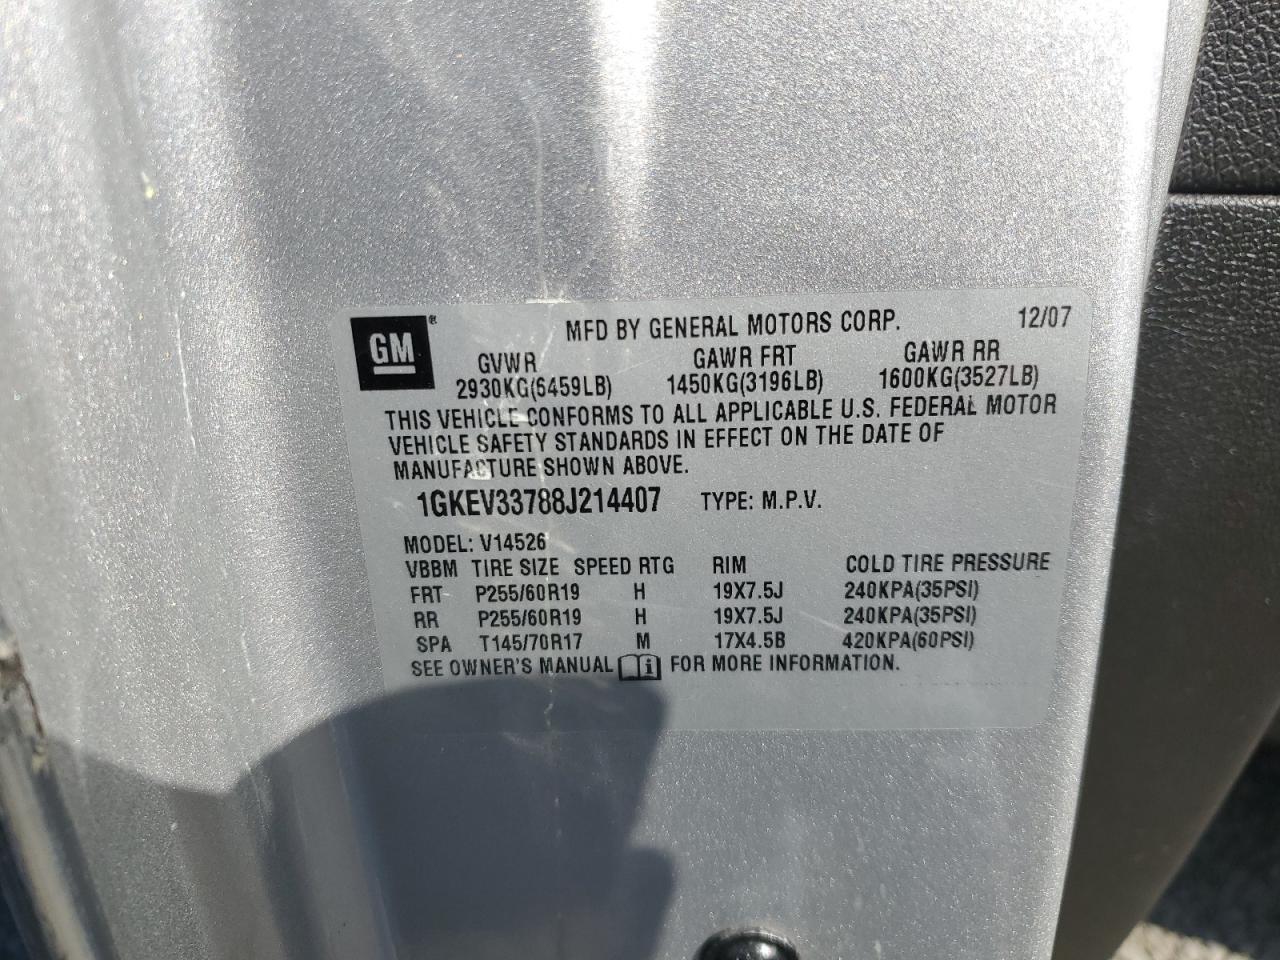 GM®
MFD BY GENERAL MOTORS CORP. 12/07
GVWR GAWR FRT GAWR RR
2930KG(6459LB) 1450KG(3196LB) 1600KG(3527LB)
THIS VEHICLE CONFORMS TO ALL APPLICABLE U.S. FEDERAL MOTOR
VEHICLE SAFETY STANDARDS IN EFFECT ON THE DATE OF
MANUFACTURE SHOWN ABOVE.
1GKEV33788J214407 TYPE: M.P.V.
MODEL: V14526
VBBM TIRE SIZE SPEED RTG RIM COLD TIRE PRESSURE
FRT P255/60R19 H 19X7.5J 240KPA(35PSI)
RR P255/60R19 H 19X7.5J 240KPA(35PSI)
SPA T145/70R17 M 17X4.5B 420KPA(60PSI)
SEE OWNER'S MANUAL i FOR MORE INFORMATION.